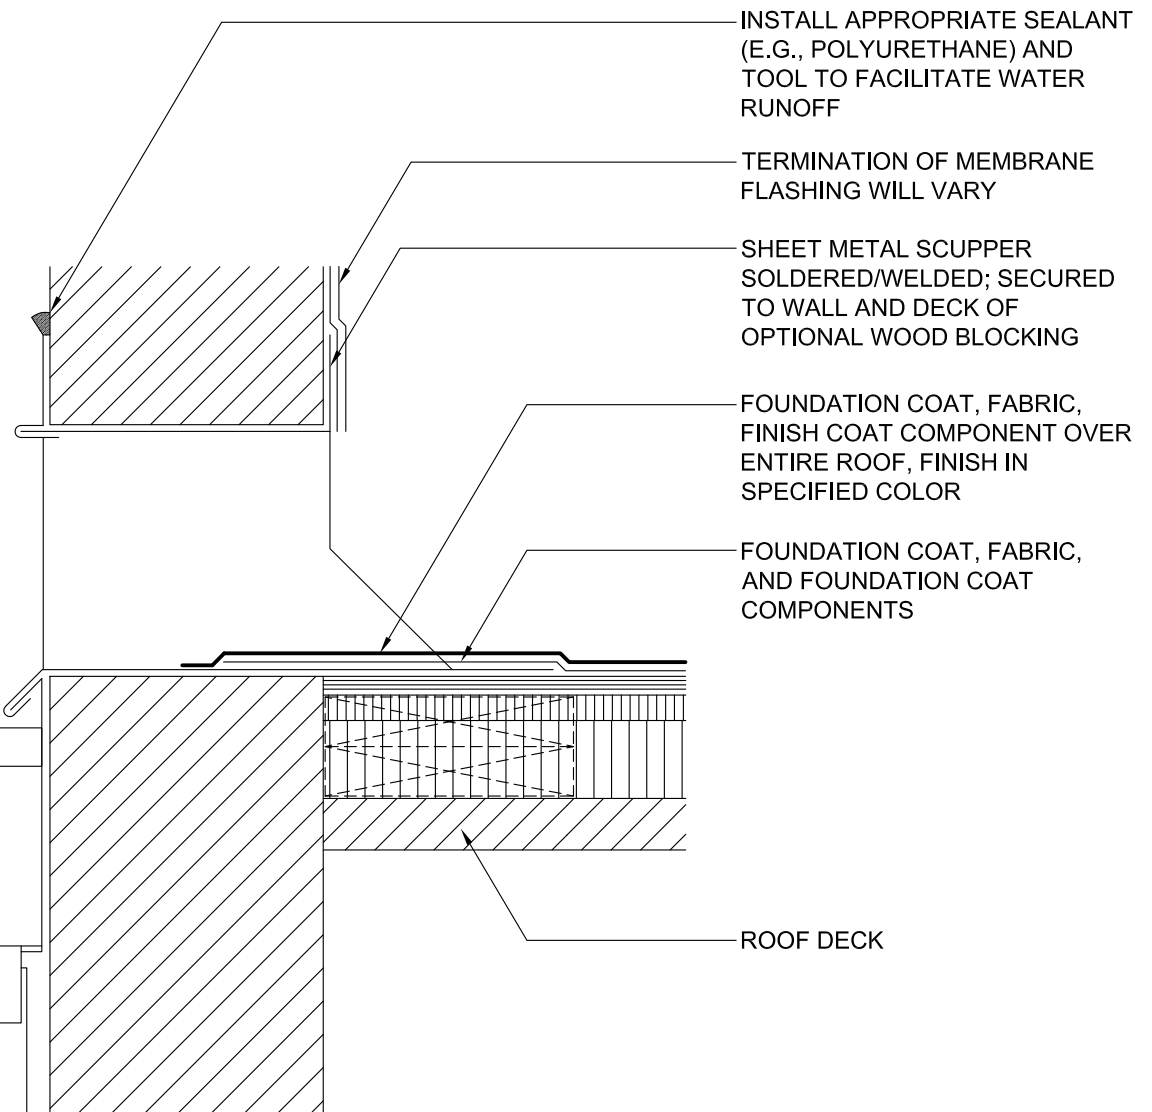 INSTALL APPROPRIATE SEALANT
(E.G., POLYURETHANE) AND
TOOL TO FACILITATE WATER
RUNOFF
TERMINATION OF MEMBRANE
FLASHING WILL VARY
SHEET METAL SCUPPER
SOLDERED/WELDED; SECURED
TO WALL AND DECK OF
OPTIONAL WOOD BLOCKING
FOUNDATION COAT, FABRIC,
FINISH COAT COMPONENT OVER
ENTIRE ROOF, FINISH IN
SPECIFIED COLOR
FOUNDATION COAT, FABRIC,
AND FOUNDATION COAT
COMPONENTS
ROOF DECK